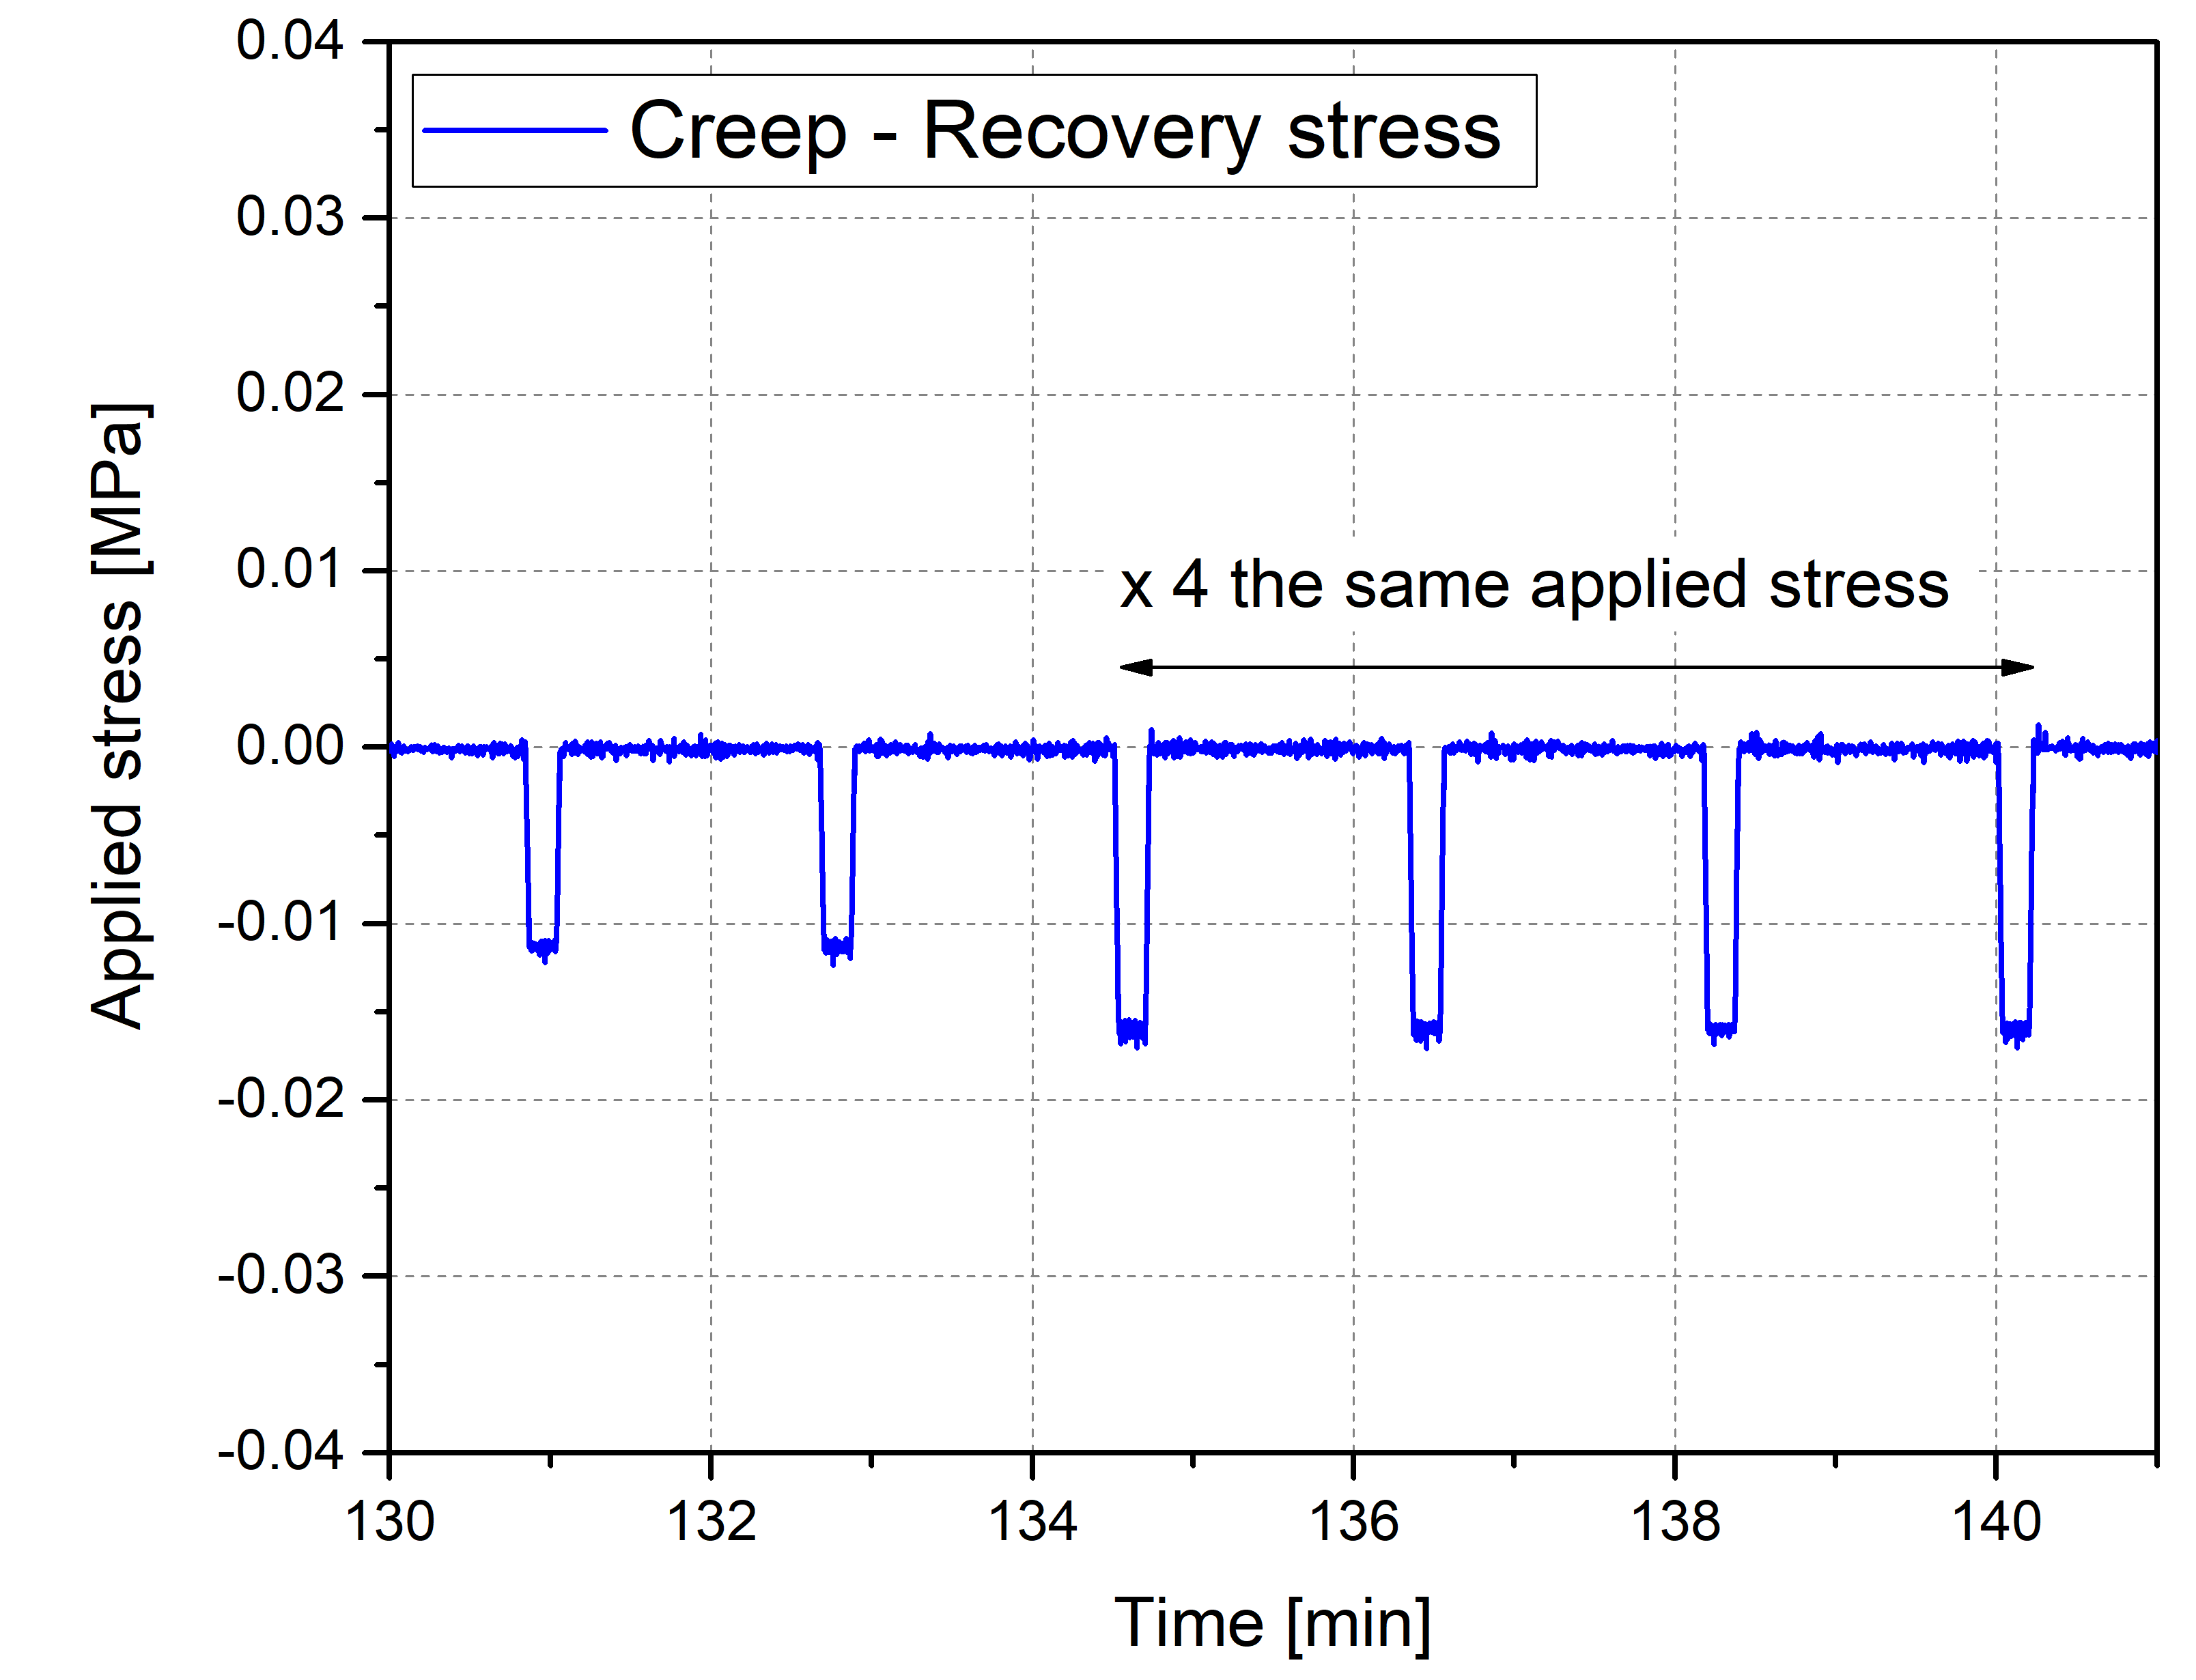 0.04
Creep - Recovery stress
0.03
0.02
0.01
x 4 the same applied stress
0.00
-0.01
-0.02
-0.03
-0.04
Applied stress [MPa]
130 132 134 136 138 140
Time [min]